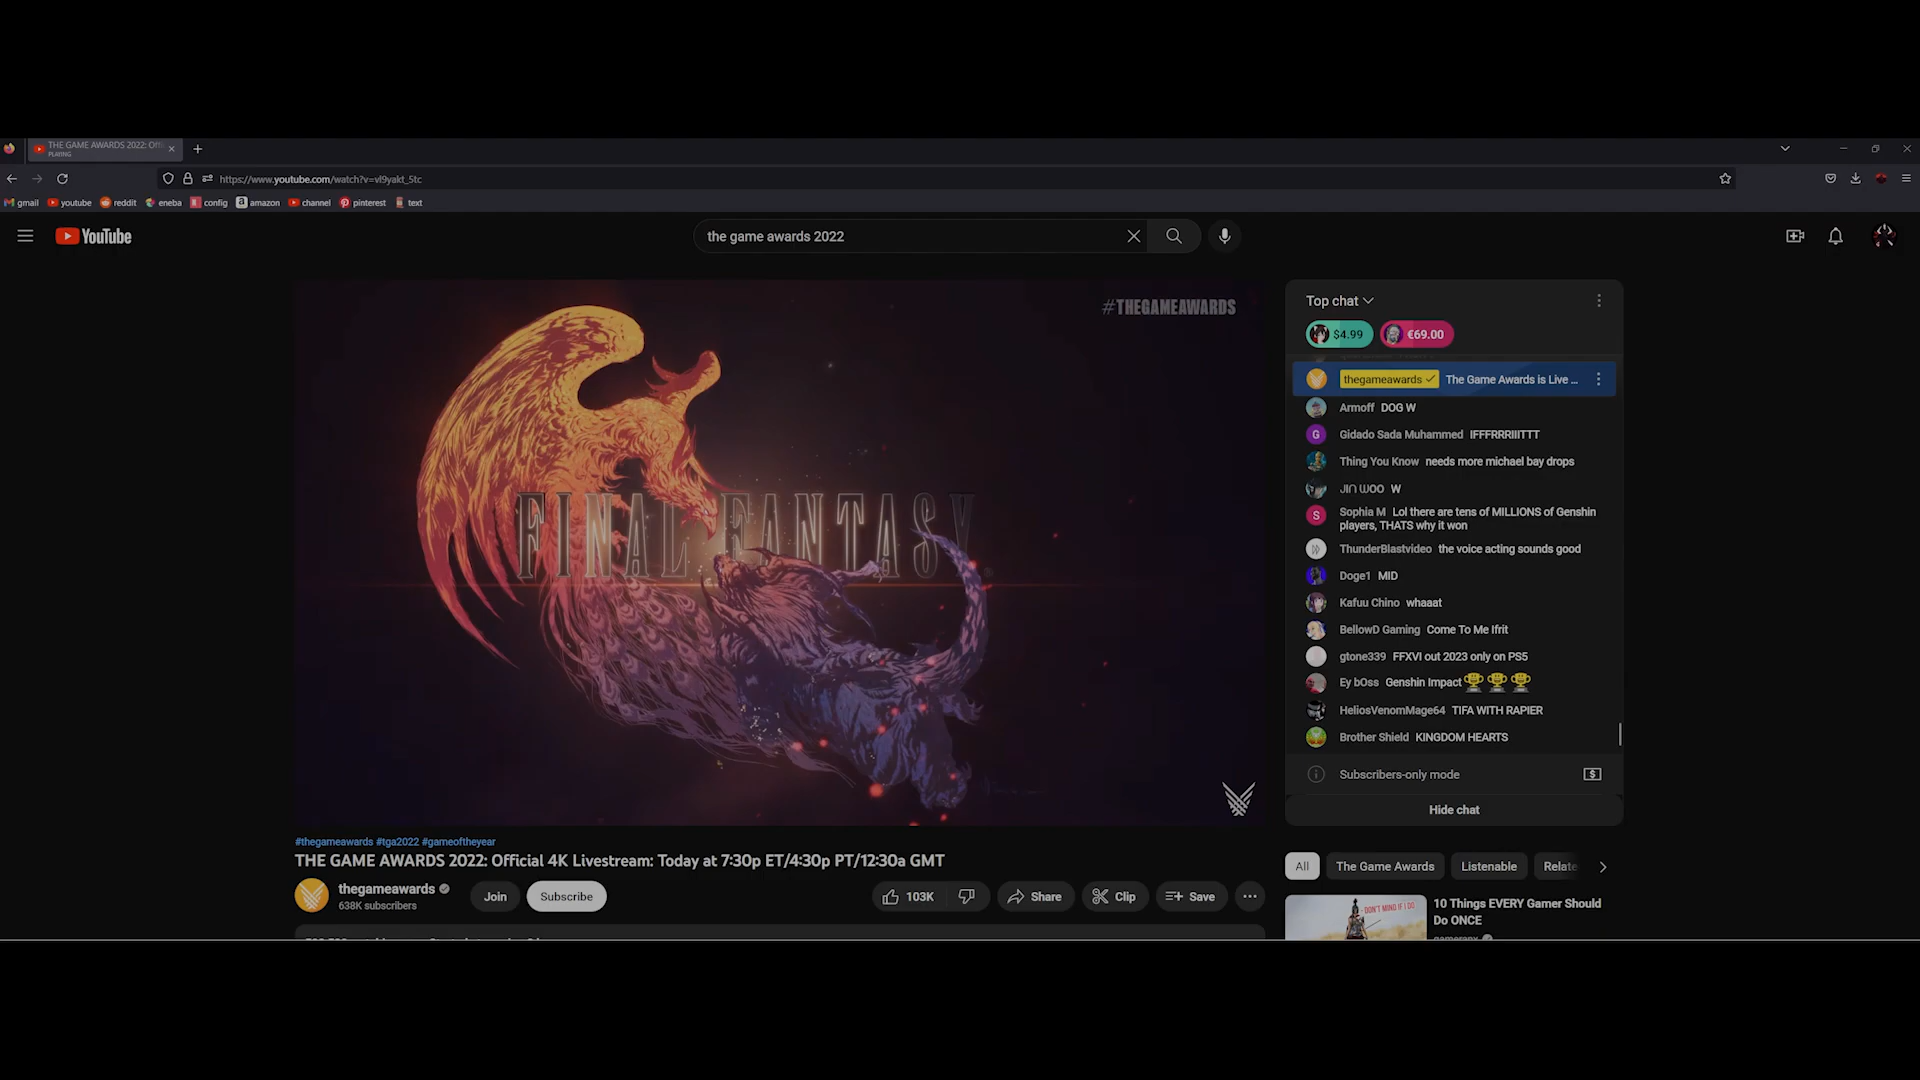 THE GAME AWARDS 2022: Offi
PLAYING
https://www.youtube.com/watch?v=vl9yakt_5tc
gmail
youtube
reddit
eneba
config
amazon
channel
pinterest
text
YouTube
the game awards 2022
#THEGAMEAWARDS
FINAL FANTASY
Top chat
$4.99
€69.00
thegameawards The Game Awards is Live ...
Armoff DOG W
Gidado Sada Muhammed IFFFRRRIIITTT
Thing You Know needs more michael bay drops
JIN WOO W
Sophia M Lol there are tens of MILLIONS of Genshin
players, THATS why it won
ThunderBlastvideo the voice acting sounds good
Doge1 MID
Kafuu Chino whaaat
BellowD Gaming Come To Me Ifrit
gtone339 FFXVI out 2023 only on PS5
Ey bOss Genshin Impact
HeliosVenomMage64 TIFA WITH RAPIER
Brother Shield KINGDOM HEARTS
Subscribers-only mode
Hide chat
#thegameawards #tga2022 #gameoftheyear
THE GAME AWARDS 2022: Official 4K Livestream: Today at 7:30p ET/4:30p PT/12:30a GMT
thegameawards
638K subscribers
Join
Subscribe
103K
Share
Clip
Save
All
The Game Awards
Listenable
Relate
- DON'T MIND IF I DO
10 Things EVERY Gamer Should
Do ONCE
gameranx